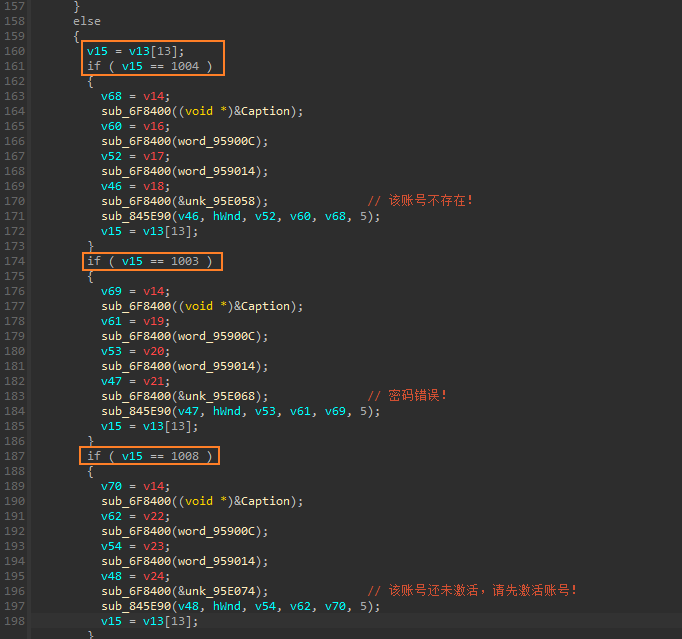 157 }
158 else
159 {
160 v15 = v13[13];
161 if ( v15 == 1004 )
162 {
163 v68 = v14;
164 sub_6F8400((void *)&Caption);
165 v60 = v16;
166 sub_6F8400(word_95900C);
167 v52 = v17;
168 sub_6F8400(word_959014);
169 v46 = v18;
170 sub_6F8400(&unk_95E058); // 该账号不存在!
171 sub_845E90(v46, hWnd, v52, v60, v68, 5);
172 v15 = v13[13];
173 }
174 if ( v15 == 1003 )
175 {
176 v69 = v14;
177 sub_6F8400((void *)&Caption);
178 v61 = v19;
179 sub_6F8400(word_95900C);
180 v53 = v20;
181 sub_6F8400(word_959014);
182 v47 = v21;
183 sub_6F8400(&unk_95E068); // 密码错误!
184 sub_845E90(v47, hWnd, v53, v61, v69, 5);
185 v15 = v13[13];
186 }
187 if ( v15 == 1008 )
188 {
189 v70 = v14;
190 sub_6F8400((void *)&Caption);
191 v62 = v22;
192 sub_6F8400(word_95900C);
193 v54 = v23;
194 sub_6F8400(word_959014);
195 v48 = v24;
196 sub_6F8400(&unk_95E074); // 该账号还未激活，请先激活账号!
197 sub_845E90(v48, hWnd, v54, v62, v70, 5);
198 v15 = v13[13];
}